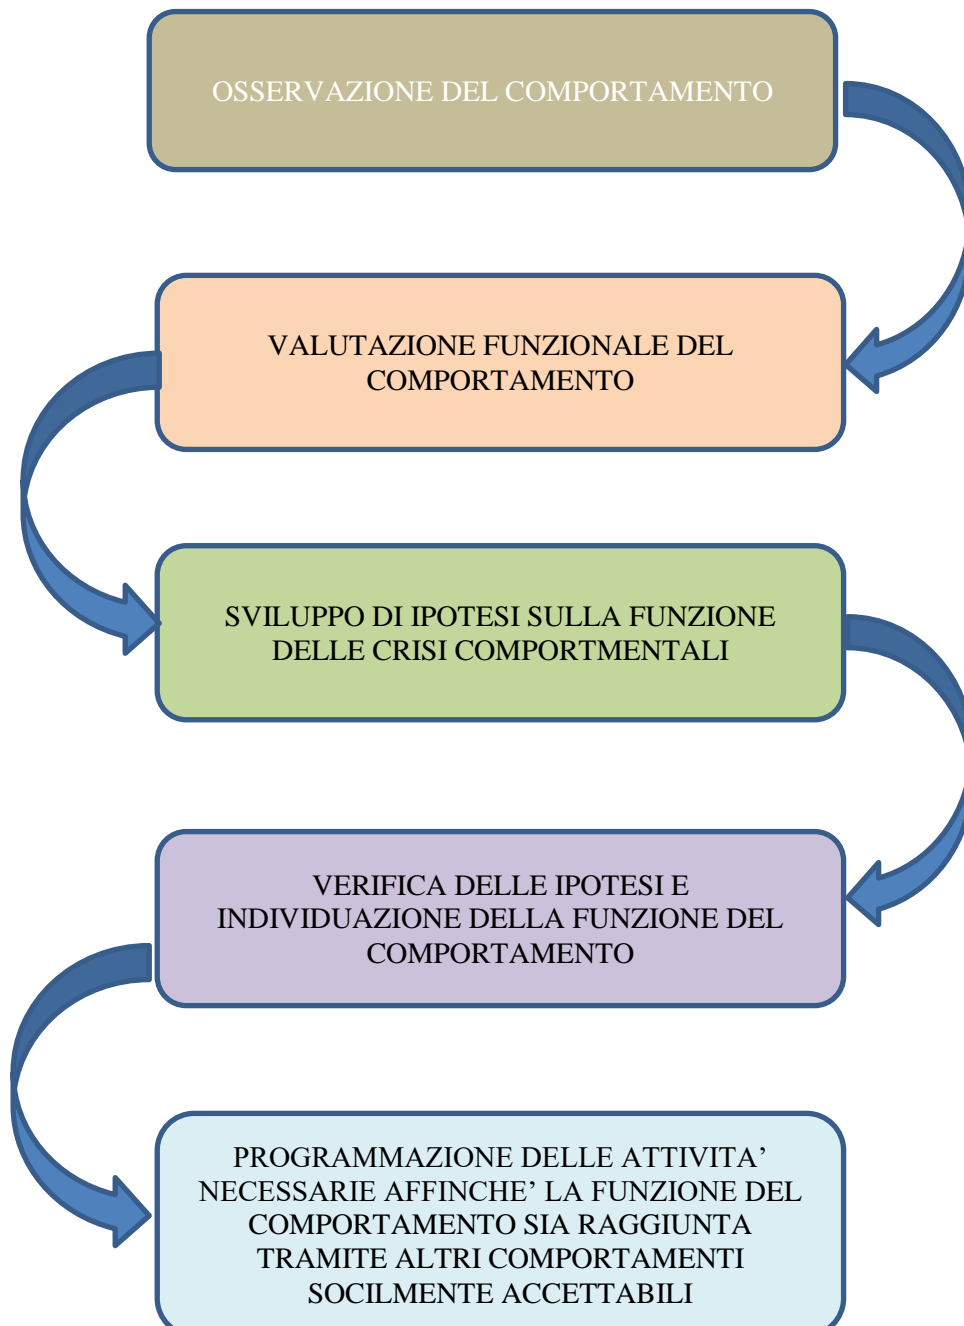 OSSERVAZIONE DEL COMPORTAMENTO
VALUTAZIONE FUNZIONALE DEL
COMPORTAMENTO
SVILUPPO DI IPOTESI SULLA FUNZIONE
DELLE CRISI COMPORTMENTALI
VERIFICA DELLE IPOTESI E
INDIVIDUAZIONE DELLA FUNZIONE DEL
COMPORTAMENTO
PROGRAMMAZIONE DELLE ATTIVITA’
NECESSARIE AFFINCHE’ LA FUNZIONE DEL
COMPORTAMENTO SIA RAGGIUNTA
TRAMITE ALTRI COMPORTAMENTI
SOCILMENTE ACCETTABILI